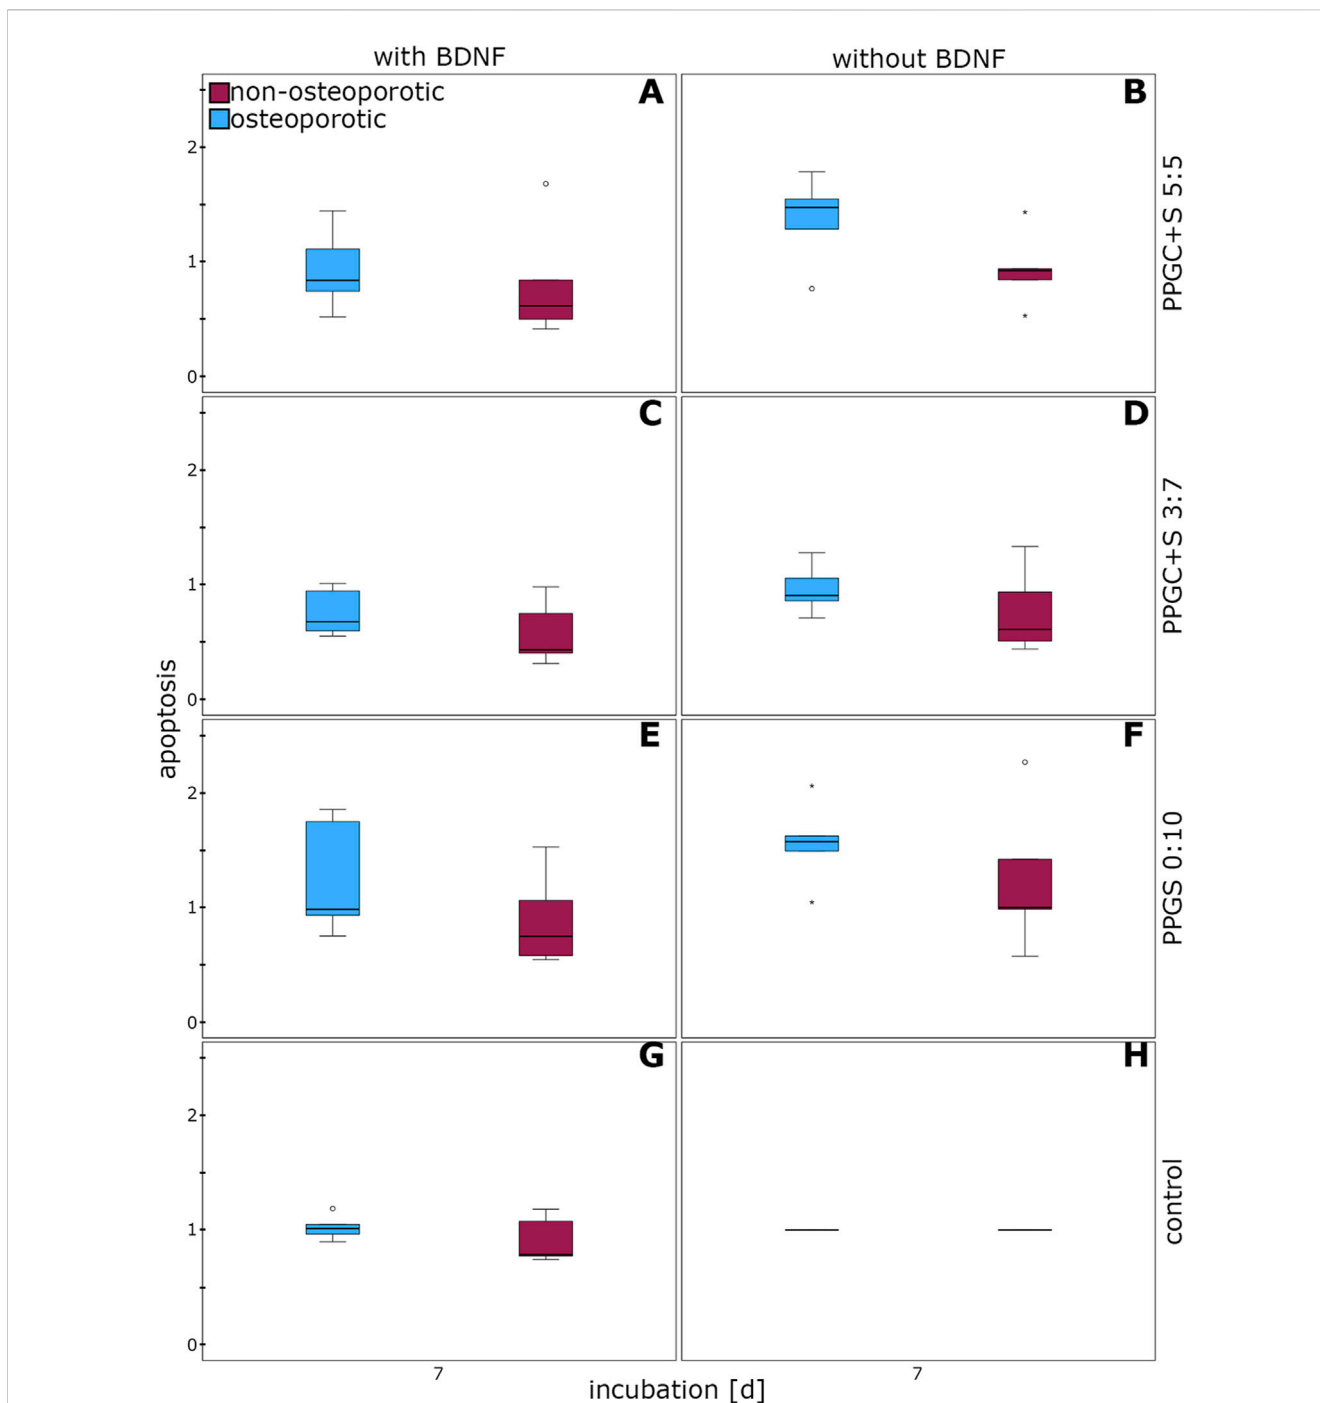 with BDNF
without BDNF
non-osteoporotic
osteoporotic
A
B
2
1
0
PPGC+S 5:5
C
D
2
1
0
PPGC+S 3:7
apoptosis
E
F
2
1
0
PPGS 0:10
G
H
2
1
0
control
7
7
incubation [d]